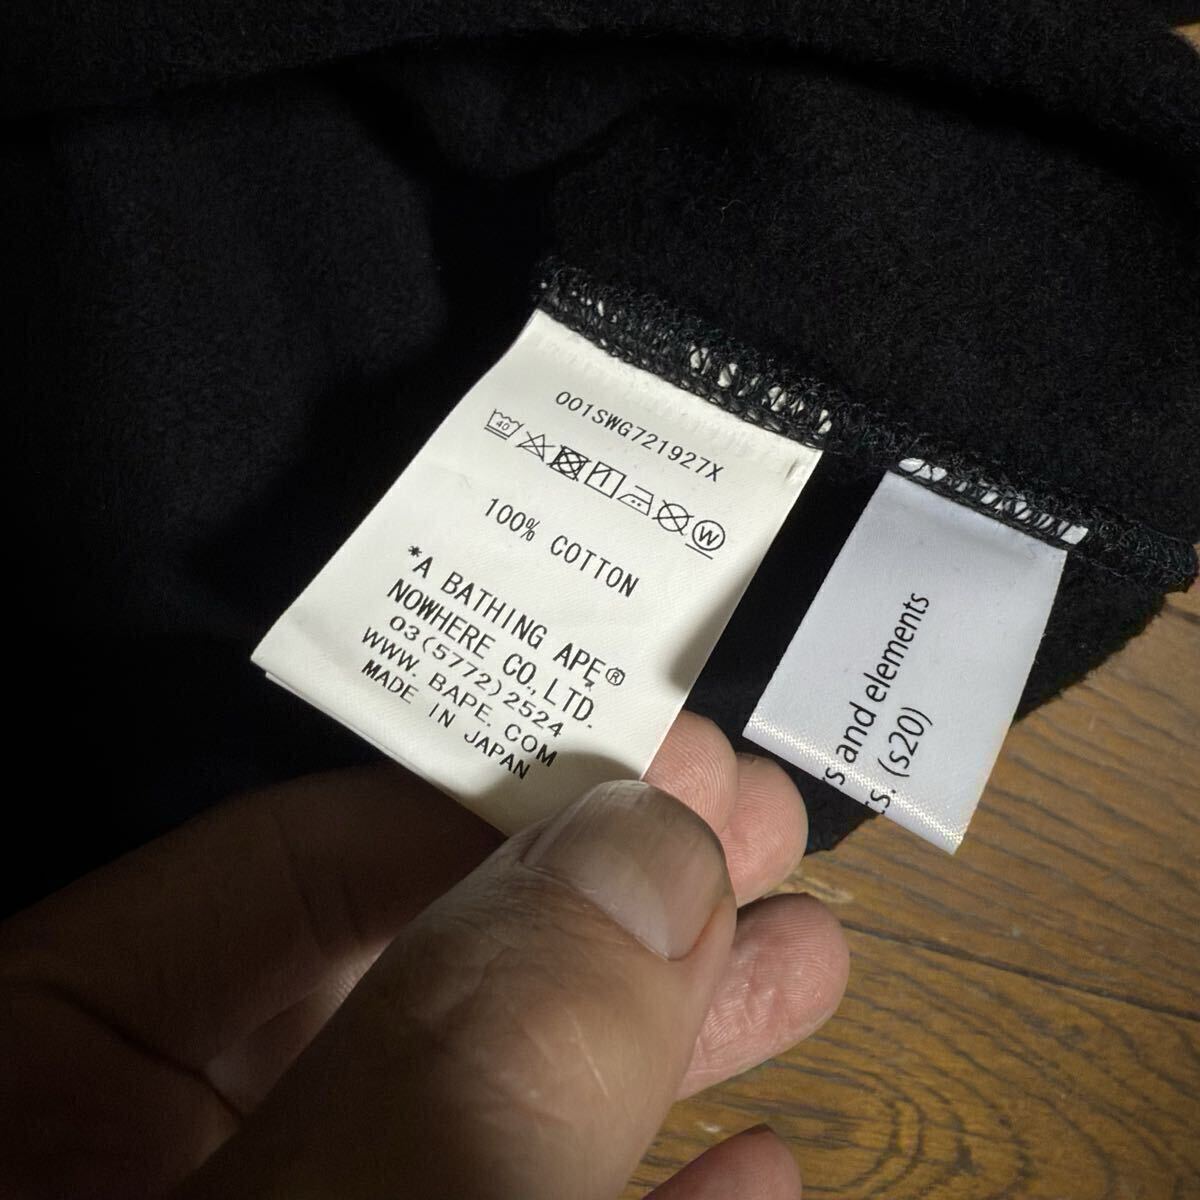 001SWG721927X
40
W
100% COTTON
*A BATHING APE®
NOWHERE CO., LTD.
03(5772)2524
WWW. BAPE. COM
MADE IN JAPAN
and elements
(s20)